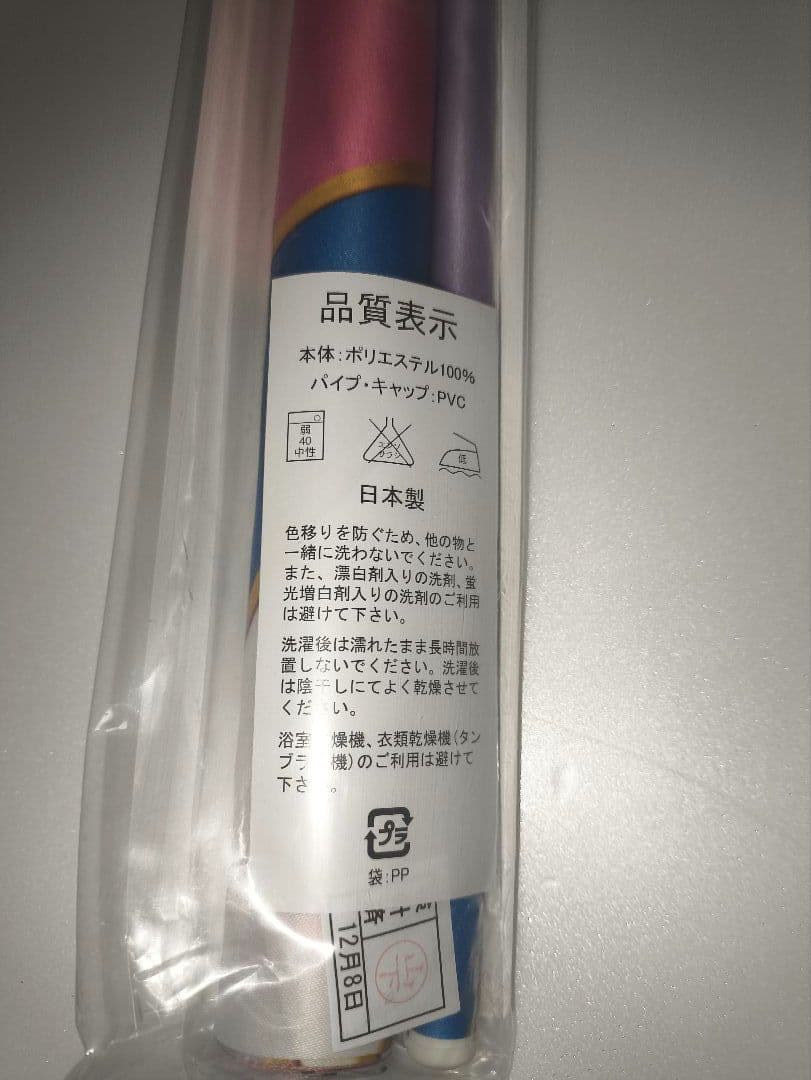 品質表示
本体:ポリエステル100%
パイプ・キャップ:PVC
弱
40
中性
エンソ
サラシ
低
日本製
色移りを防ぐため、他の物と
一緒に洗わないでください。
また、漂白剤入りの洗剤、蛍
光増白剤入りの洗剤のご利用
は避けて下さい。
洗濯後は濡れたまま長時間放
置しないでください。洗濯後
は陰干しにてよく乾燥させて
ください。
浴室乾燥機、衣類乾燥機(タン
ブラー機)のご利用は避けて
下さい。
プラ
袋:PP
12月8日